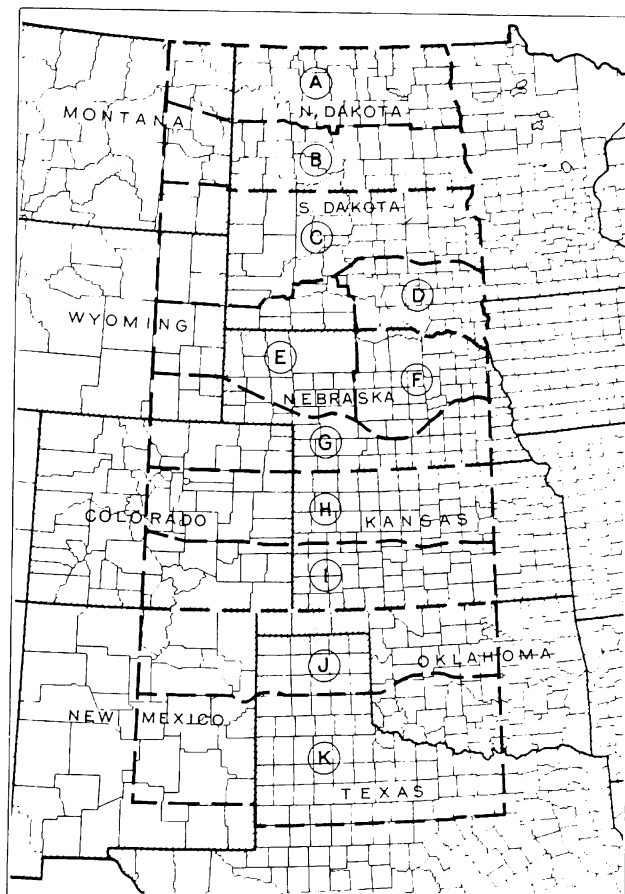 A
N. DAKOTA
MONTANA
B
S. DAKOTA
C
D
WYOMING
E
F
NEBRASKA
G
H
COLORADO
KANSAS
I
J
OKLAHOMA
NEW MEXICO
K
TEXAS